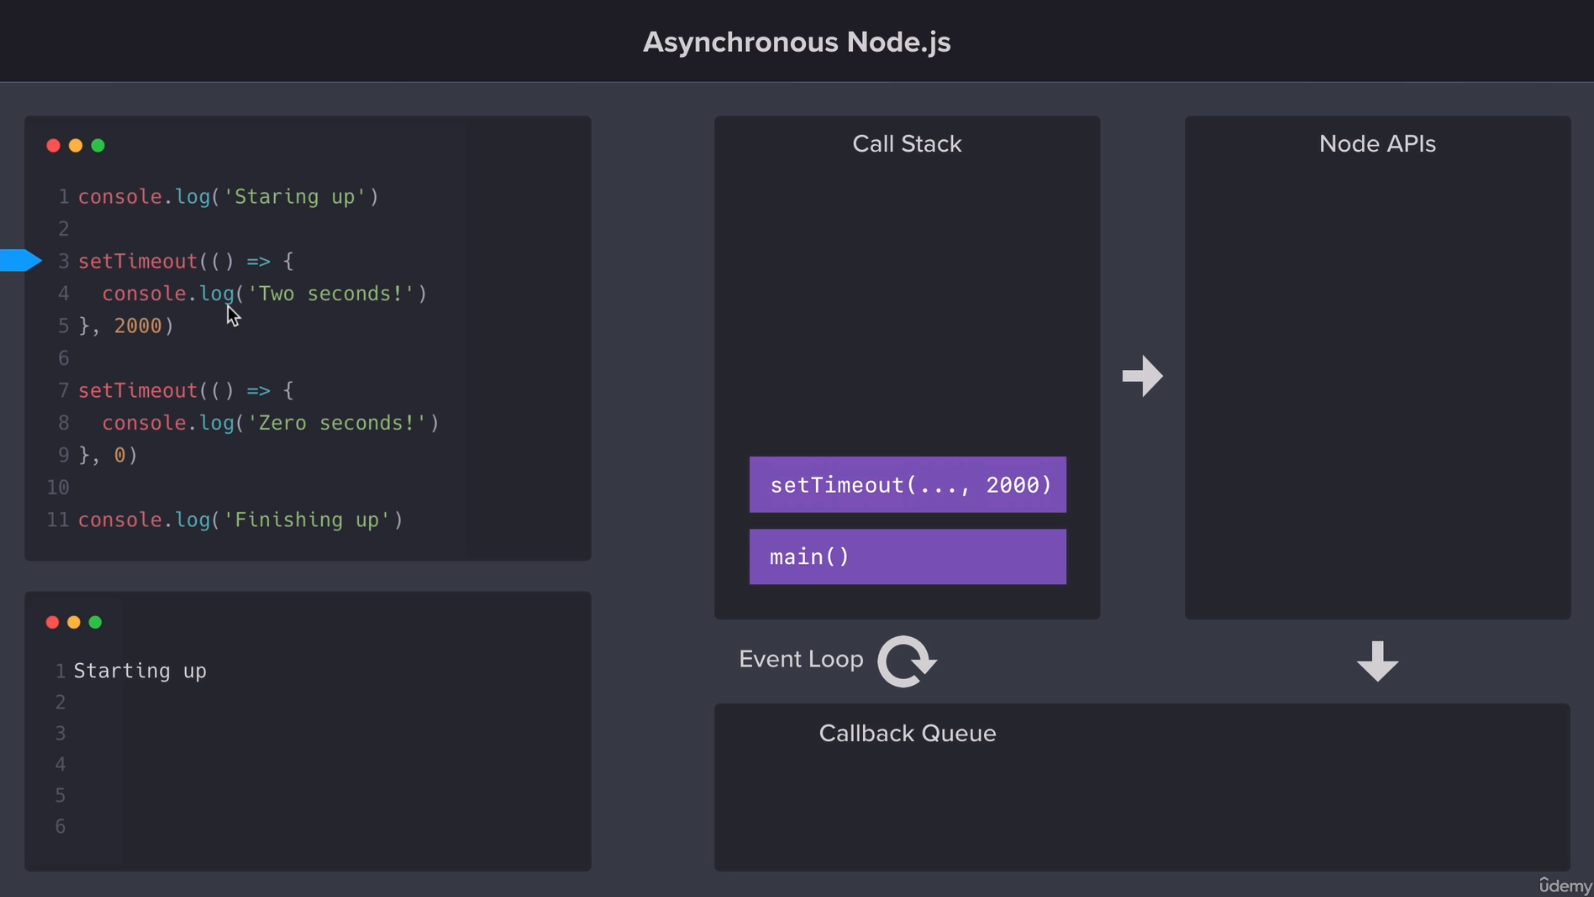 Asynchronous Node.js
1 console.log('Staring up')
2
3 setTimeout(() => {
4   console.log('Two seconds!')
5 }, 2000)
6
7 setTimeout(() => {
8   console.log('Zero seconds!')
9 }, 0)
10
11 console.log('Finishing up')
1 Starting up
2
3
4
5
6
Call Stack
setTimeout(..., 2000)
main()
Node APIs
Event Loop
Callback Queue
ûdemy